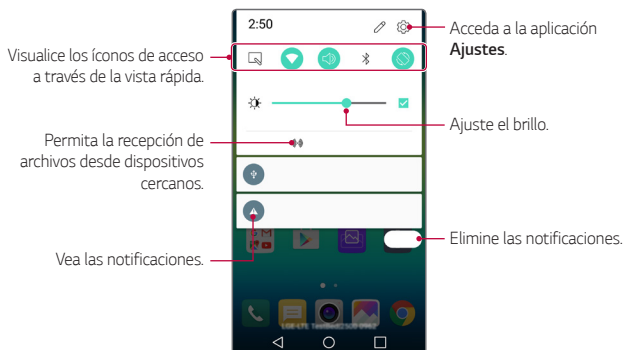 2:50
Acceda a la aplicación
Ajustes.
Visualice los íconos de acceso
a través de la vista rápida.
Ajuste el brillo.
Permita la recepción de
archivos desde dispositivos
cercanos.
Elimine las notificaciones.
Vea las notificaciones.